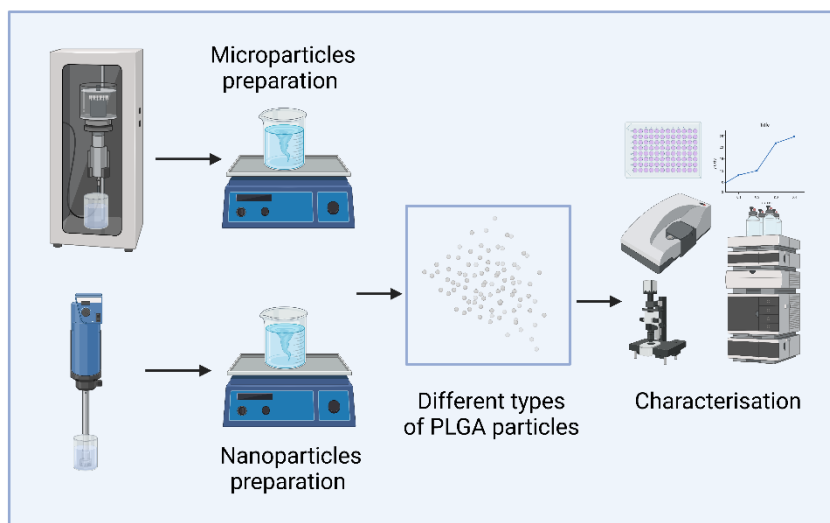 Microparticles
preparation
Different types
of PLGA particles
Characterisation
Nanoparticles
preparation